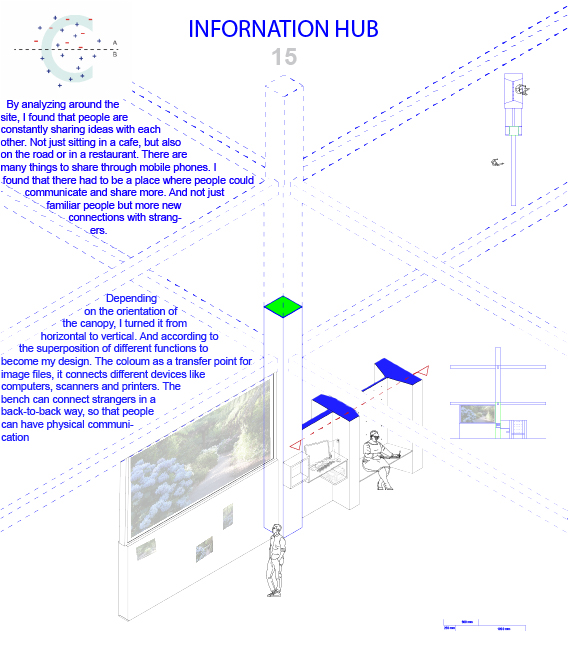 INFORNATION HUB
15
A
B
By analyzing around the
site, I found that people are
constantly sharing ideas with each
other. Not just sitting in a cafe, but also
on the road or in a restaurant. There are
many things to share through mobile phones. I
found that there had to be a place where people could
communicate and share more. And not just
familiar people but more new
connections with strang-
ers.
Depending
on the orientation of
the canopy, I turned it from
horizontal to vertical. And according to
the superposition of different functions to
become my design. The coloum as a transfer point for
image files, it connects different devices like
computers, scanners and printers. The
bench can connect strangers in a
back-to-back way, so that people
can have physical communi-
cation